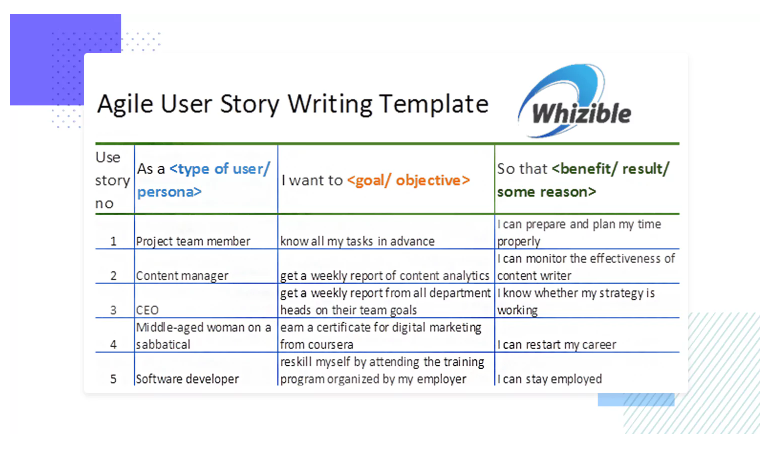 Agile User Story Writing Template
Whizible
Use
story
no
As a <type of user/
persona>
I want to <goal/ objective>
So that <benefit/ result/
some reason>
1
Project team member
know all my tasks in advance
I can prepare and plan my time
properly
2
Content manager
get a weekly report of content analytics
I can monitor the effectiveness of
content writer
3
CEO
get a weekly report from all department
heads on their team goals
I know whether my strategy is
working
4
Middle-aged woman on a
sabbatical
eam a certificate for digital marketing
from coursera
I can restart my career
5
Software developer
reskill myself by attending the training
program organized by my employer
I can stay employed